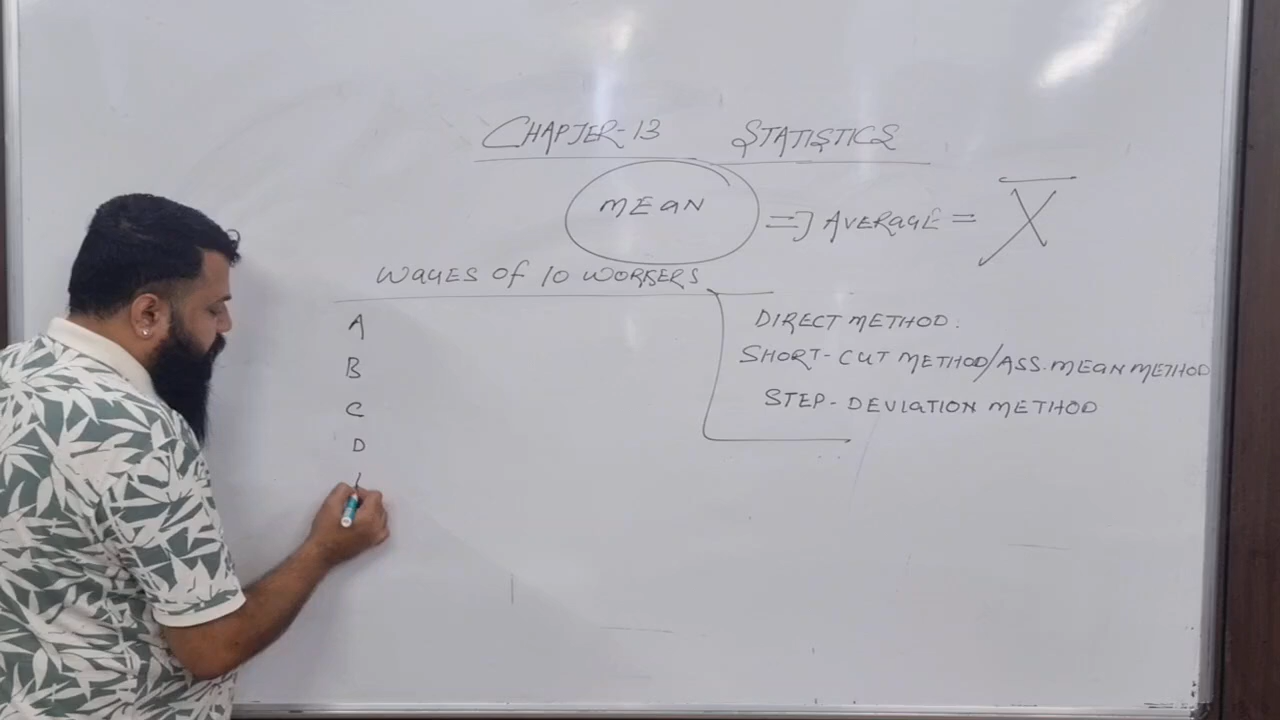 CHAPTER-13 STATISTICS
MEAN => AVERAGE = X̄
WAGES OF 10 WORKERS
A
B
C
D
DIRECT METHOD.
SHORT-CUT METHOD/ASS. MEAN METHOD
STEP-DEVIATION METHOD